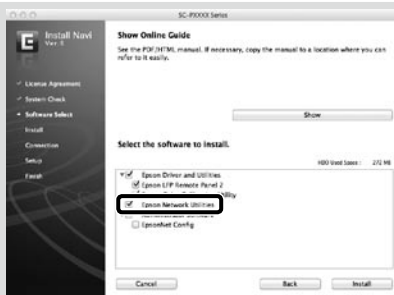 SC-PXXXX Series
Install Navi
Ver.
Show Online Guide
See the PDF/HTML manual. If necessary, copy the manual to a location where you can
refer to it easily.
License Agreement
System Check
Software Select
Install
Connection
Setup
Finish
Show
Select the software to install.
HDD Used Space : 272 MB
Epson Driver and Utilities
Epson LFP Remote Panel 2
Utility
Epson Network Utilities
EpsonNet Config
Cancel
Back
Install